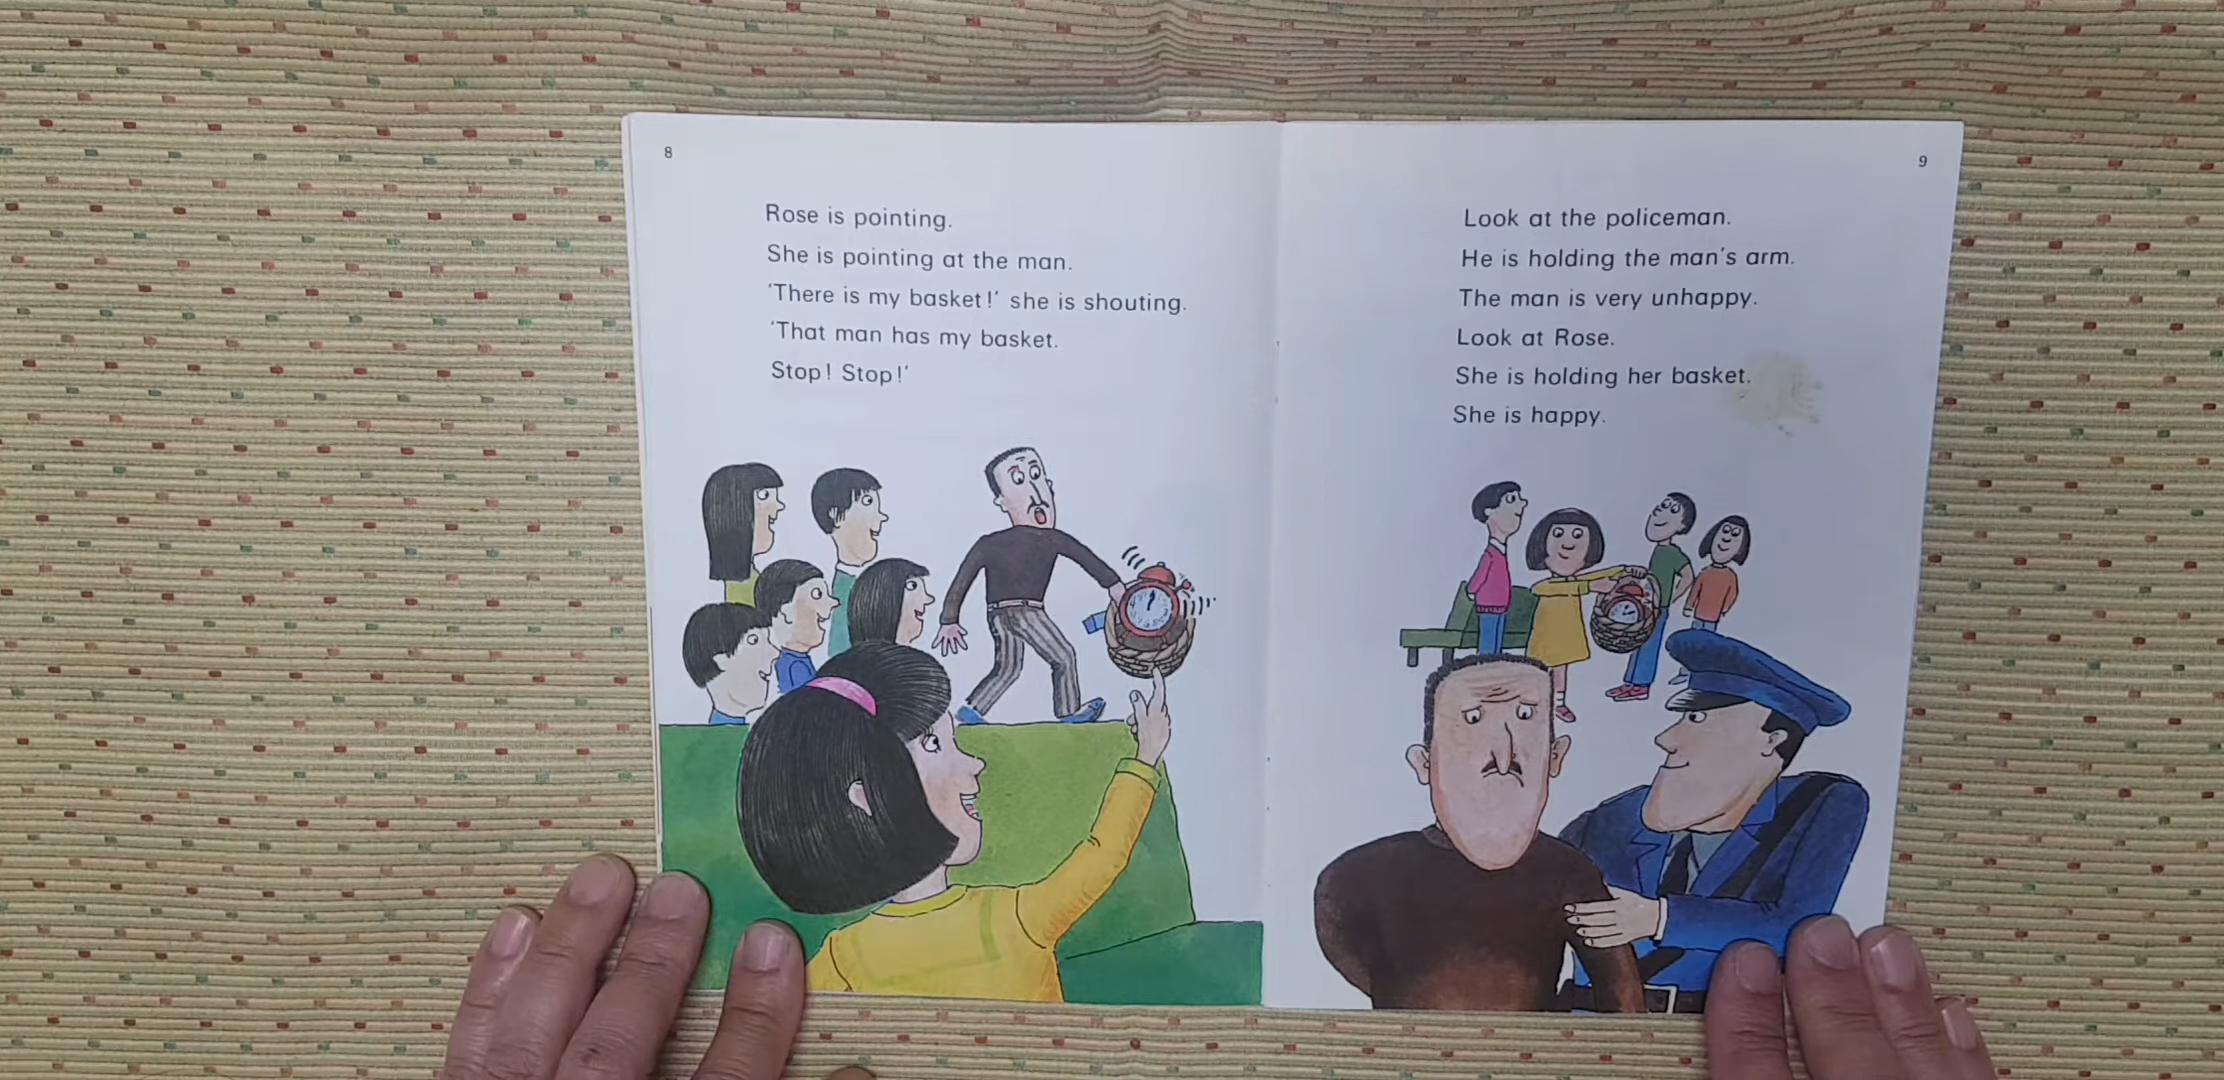 8
Rose is pointing.
She is pointing at the man.
'There is my basket!' she is shouting.
'That man has my basket.
Stop! Stop!'
9
Look at the policeman.
He is holding the man's arm.
The man is very unhappy.
Look at Rose.
She is holding her basket.
She is happy.